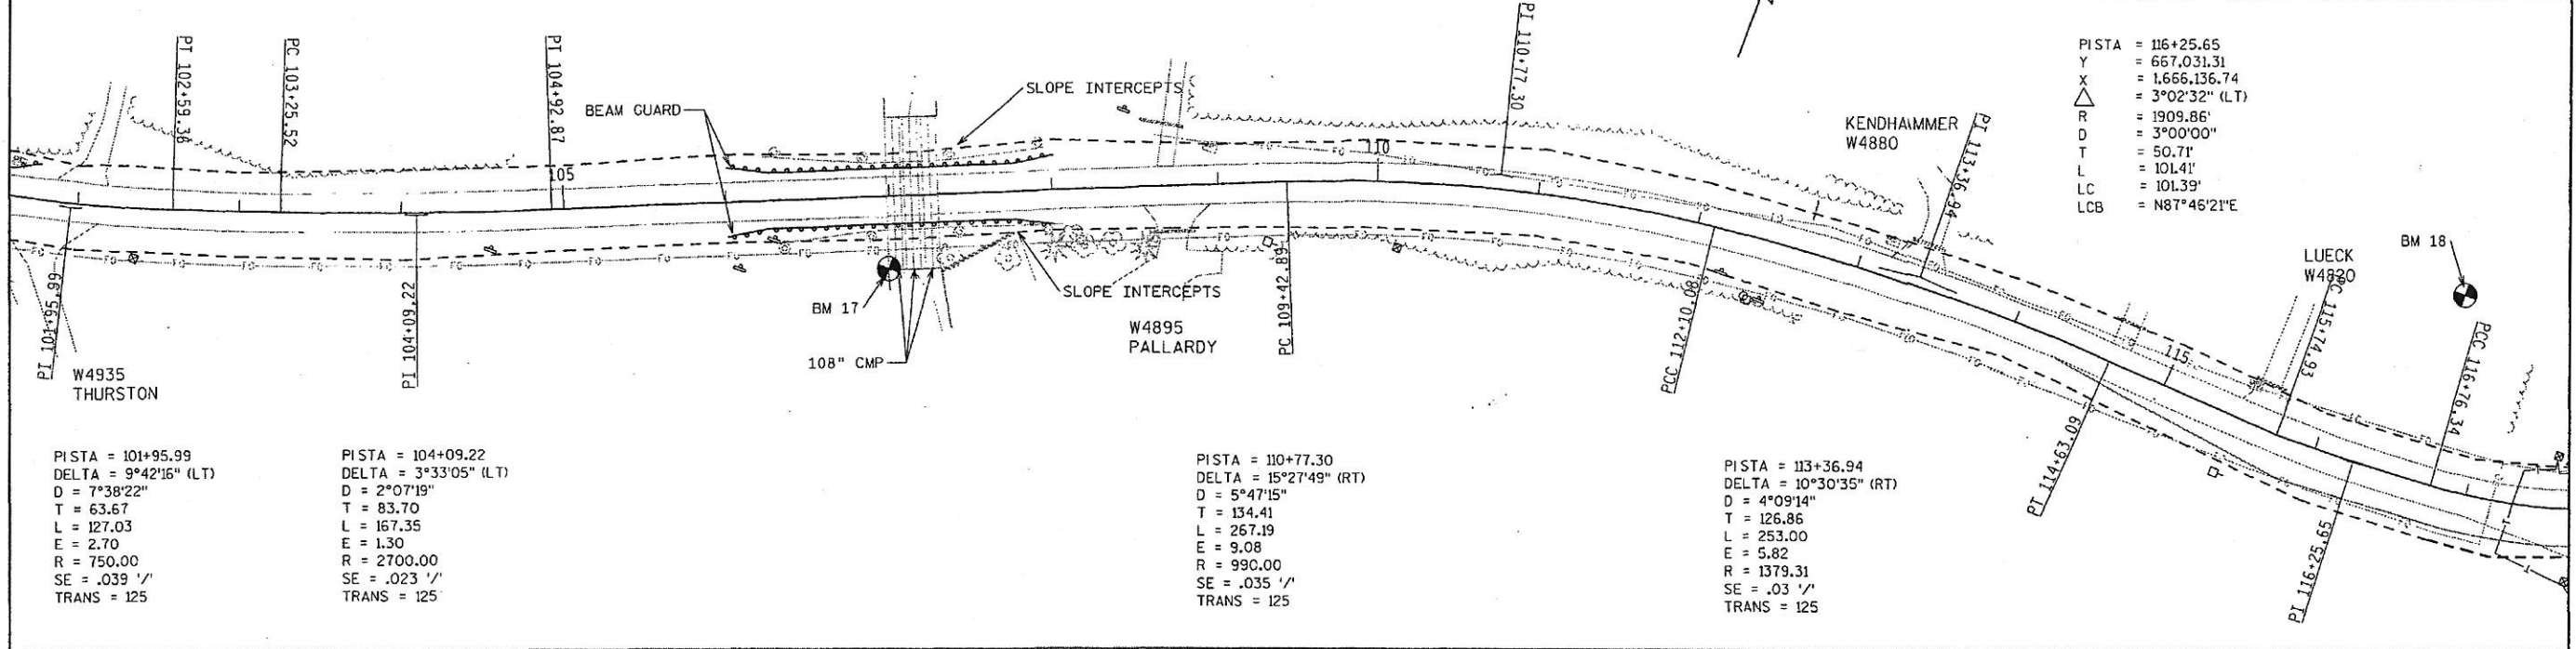 PT 102+59.36
PC 103+25.52
PT 104+92.87
BEAM GUARD
SLOPE INTERCEPTS
PI 110+77.30
KENDHAMMER
W4880
PT 113+36.94
PISTA = 116+25.65
Y = 667,031.31
X = 1,666,136.74
△ = 3°02'32" (LT)
R = 1909.86'
D = 3°00'00"
T = 50.71'
L = 101.41'
LC = 101.39'
LCB = N87°46'21"E
105
110
115
LUECK
W4820
BM 18
PC 115+74.93
PCC 116+76.34
PI 101+95.99
W4935
THURSTON
PI 104+09.22
BM 17
108" CMP
SLOPE INTERCEPTS
W4895
PALLARDY
PC 109+42.89
PCC 112+10.08
PT 114+63.09
PI 116+25.65
PISTA = 101+95.99
DELTA = 9°42'16" (LT)
D = 7°38'22"
T = 63.67
L = 127.03
E = 2.70
R = 750.00
SE = .039 '/'
TRANS = 125
PISTA = 104+09.22
DELTA = 3°33'05" (LT)
D = 2°07'19"
T = 83.70
L = 167.35
E = 1.30
R = 2700.00
SE = .023 '/'
TRANS = 125
PISTA = 110+77.30
DELTA = 15°27'49" (RT)
D = 5°47'15"
T = 134.41
L = 267.19
E = 9.08
R = 990.00
SE = .035 '/'
TRANS = 125
PISTA = 113+36.94
DELTA = 10°30'35" (RT)
D = 4°09'14"
T = 126.86
L = 253.00
E = 5.82
R = 1379.31
SE = .03 '/'
TRANS = 125